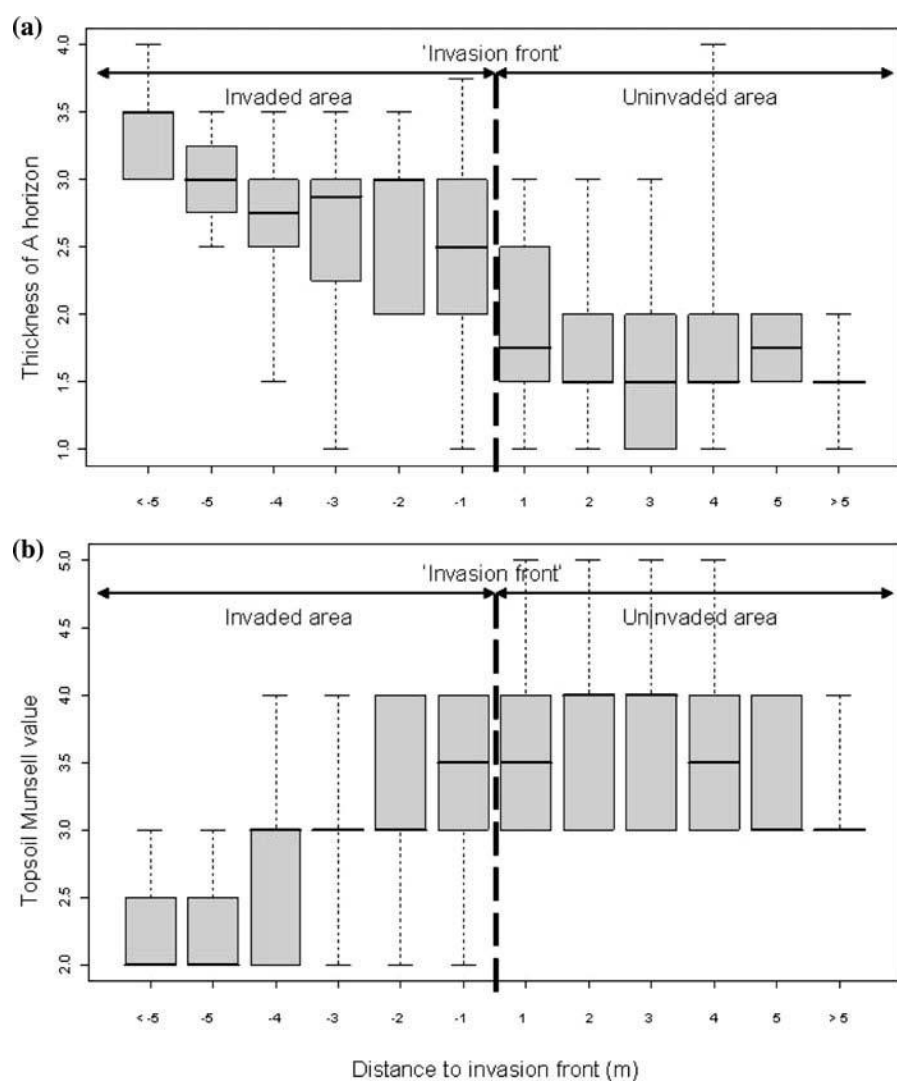 (a)
'Invasion front'
Invaded area
Uninvaded area
Thickness of A horizon
4.0
3.5
3.0
2.5
2.0
1.5
1.0
< -5 -5 -4 -3 -2 -1 1 2 3 4 5 > 5
(b)
'Invasion front'
Invaded area
Uninvaded area
Topsoil Munsell value
5.0
4.5
4.0
3.5
3.0
2.5
2.0
< -5 -5 -4 -3 -2 -1 1 2 3 4 5 > 5
Distance to invasion front (m)